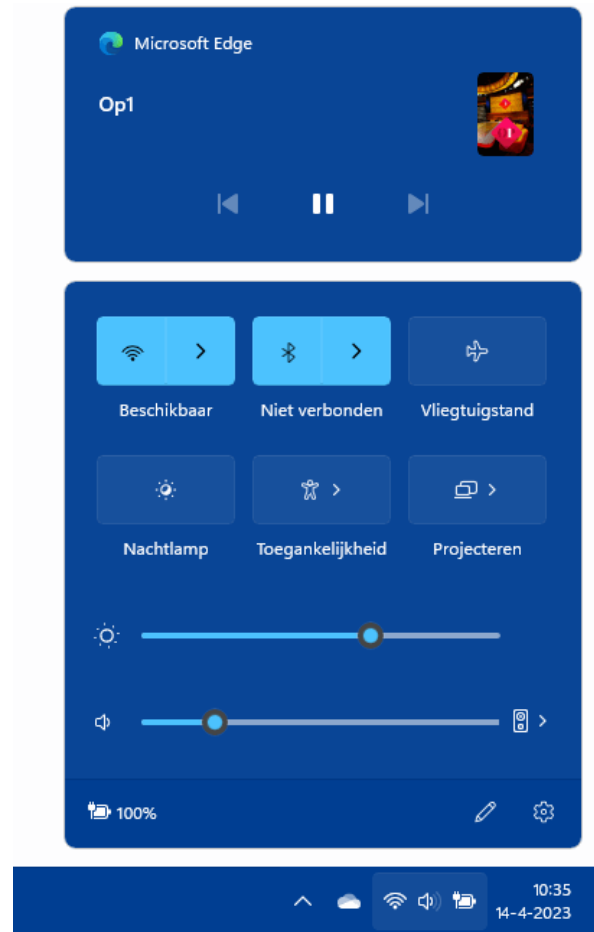 Microsoft Edge
Op1
Beschikbaar
Niet verbonden
Vliegtuigstand
Nachtlamp
Toegankelijkheid
Projecteren
100%
10:35
14-4-2023